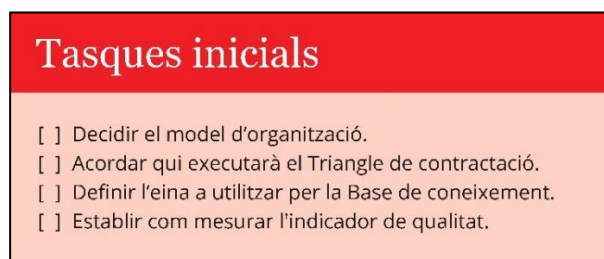 Tasques inicials
[ ] Decidir el model d’organització.
[ ] Acordar qui executarà el Triangle de contractació.
[ ] Definir l’eina a utilitzar per la Base de coneixement.
[ ] Establir com mesurar l’indicador de qualitat.